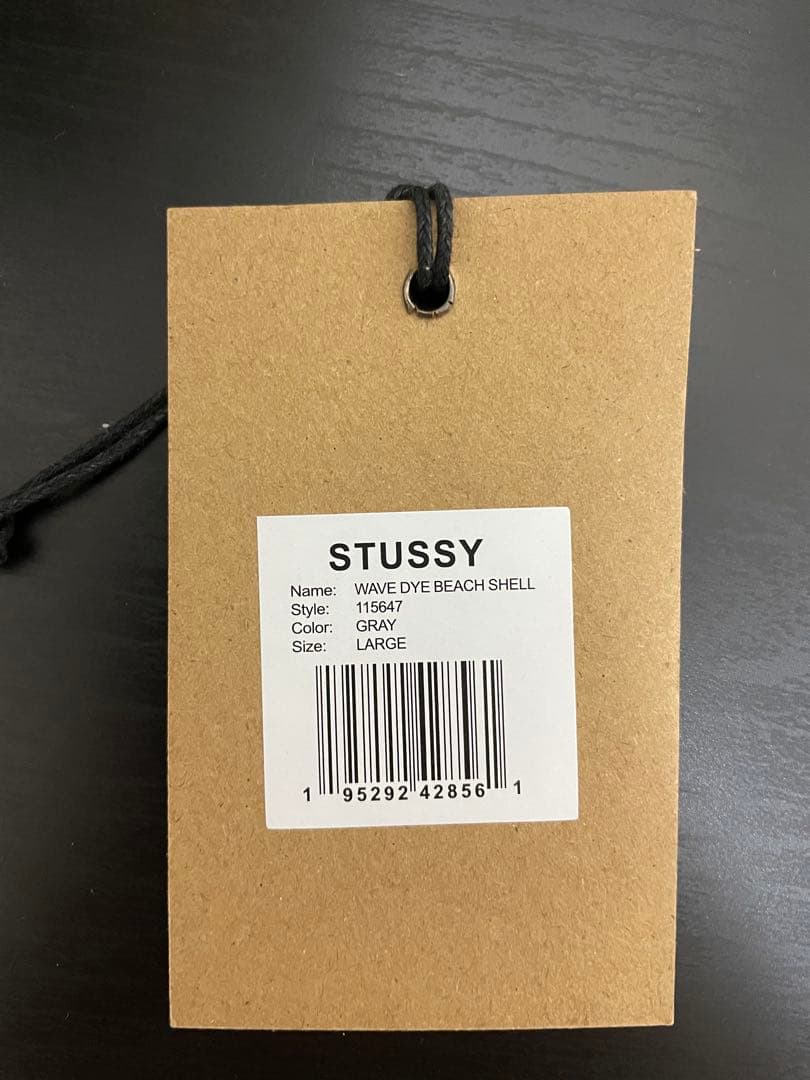 STUSSY
Name: WAVE DYE BEACH SHELL
Style: 115647
Color: GRAY
Size: LARGE
1 95292 42856 1